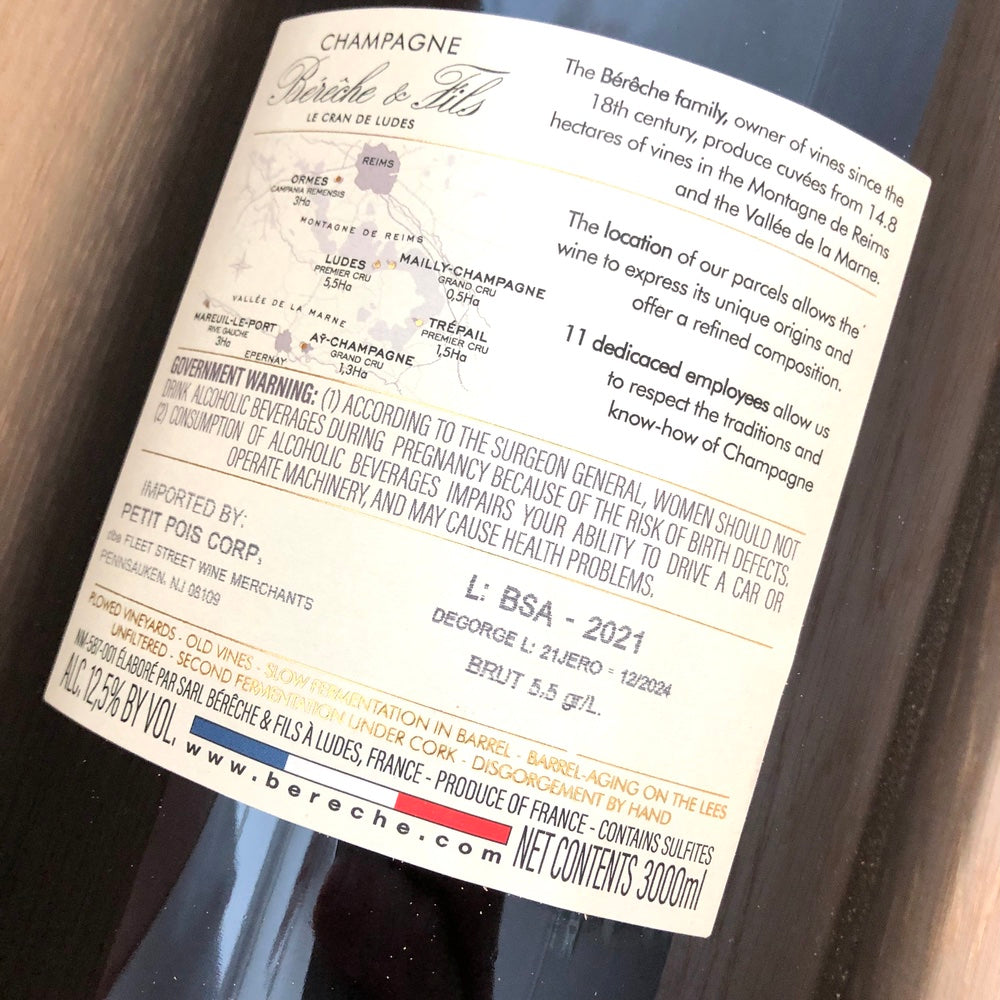 CHAMPAGNE
Bérêche & Fils
LE CRAN DE LUDES
REIMS
ORMES
CAMPANIA REMENSIS
3Ha
MONTAGNE DE REIMS
LUDES
PREMIER CRU
5,5Ha
MAILLY-CHAMPAGNE
GRAND CRU
0,5Ha
VALLÉE DE LA MARNE
MAREUIL-LE-PORT
RIVE GAUCHE
3Ha
TRÉPAIL
PREMIER CRU
1,5Ha
AŸ-CHAMPAGNE
GRAND CRU
1,3Ha
EPERNAY
The Bérêche family, owner of vines since the
18th century, produce cuvées from 14.8
hectares of vines in the Montagne de Reims
and the Vallée de la Marne.
The location of our parcels allows the
wine to express its unique origins and
offer a refined composition.
11 dedicaced employees allow us
to respect the traditions and
know-how of Champagne
GOVERNMENT WARNING: (1) ACCORDING TO THE SURGEON GENERAL, WOMEN SHOULD NOT
DRINK ALCOHOLIC BEVERAGES DURING PREGNANCY BECAUSE OF THE RISK OF BIRTH DEFECTS.
(2) CONSUMPTION OF ALCOHOLIC BEVERAGES IMPAIRS YOUR ABILITY TO DRIVE A CAR OR
OPERATE MACHINERY, AND MAY CAUSE HEALTH PROBLEMS.
IMPORTED BY:
PETIT POIS CORP,
dba FLEET STREET WINE MERCHANTS
PENNSAUKEN, NJ 08109
L: BSA - 2021
DEGORGE L: 21JERO = 12/2024
BRUT 5,5 gr/L.
PLOWED VINEYARDS - OLD VINES - SLOW FERMENTATION IN BARREL - BARREL-AGING ON THE LEES
UNFILTERED - SECOND FERMENTATION UNDER CORK - DISGORGEMENT BY HAND
NM-587-001 ÉLABORÉ PAR SARL BÉRÊCHE & FILS À LUDES, FRANCE - PRODUCE OF FRANCE - CONTAINS SULFITES
ALC. 12,5% BY VOL.
www.bereche.com
NET CONTENTS 3000ml